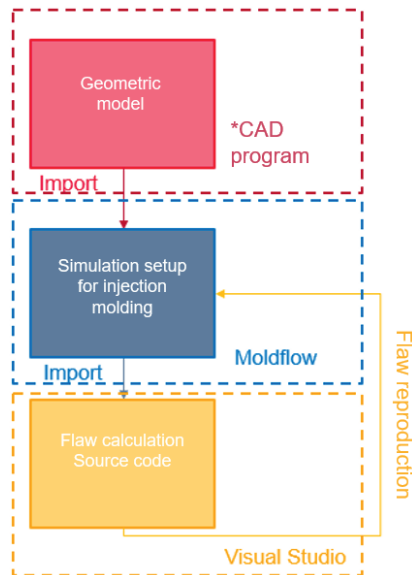 Geometric
model
*CAD
program
Import
Simulation setup
for injection
molding
Import
Moldflow
Flaw reproduction
Flaw calculation
Source code
Visual Studio